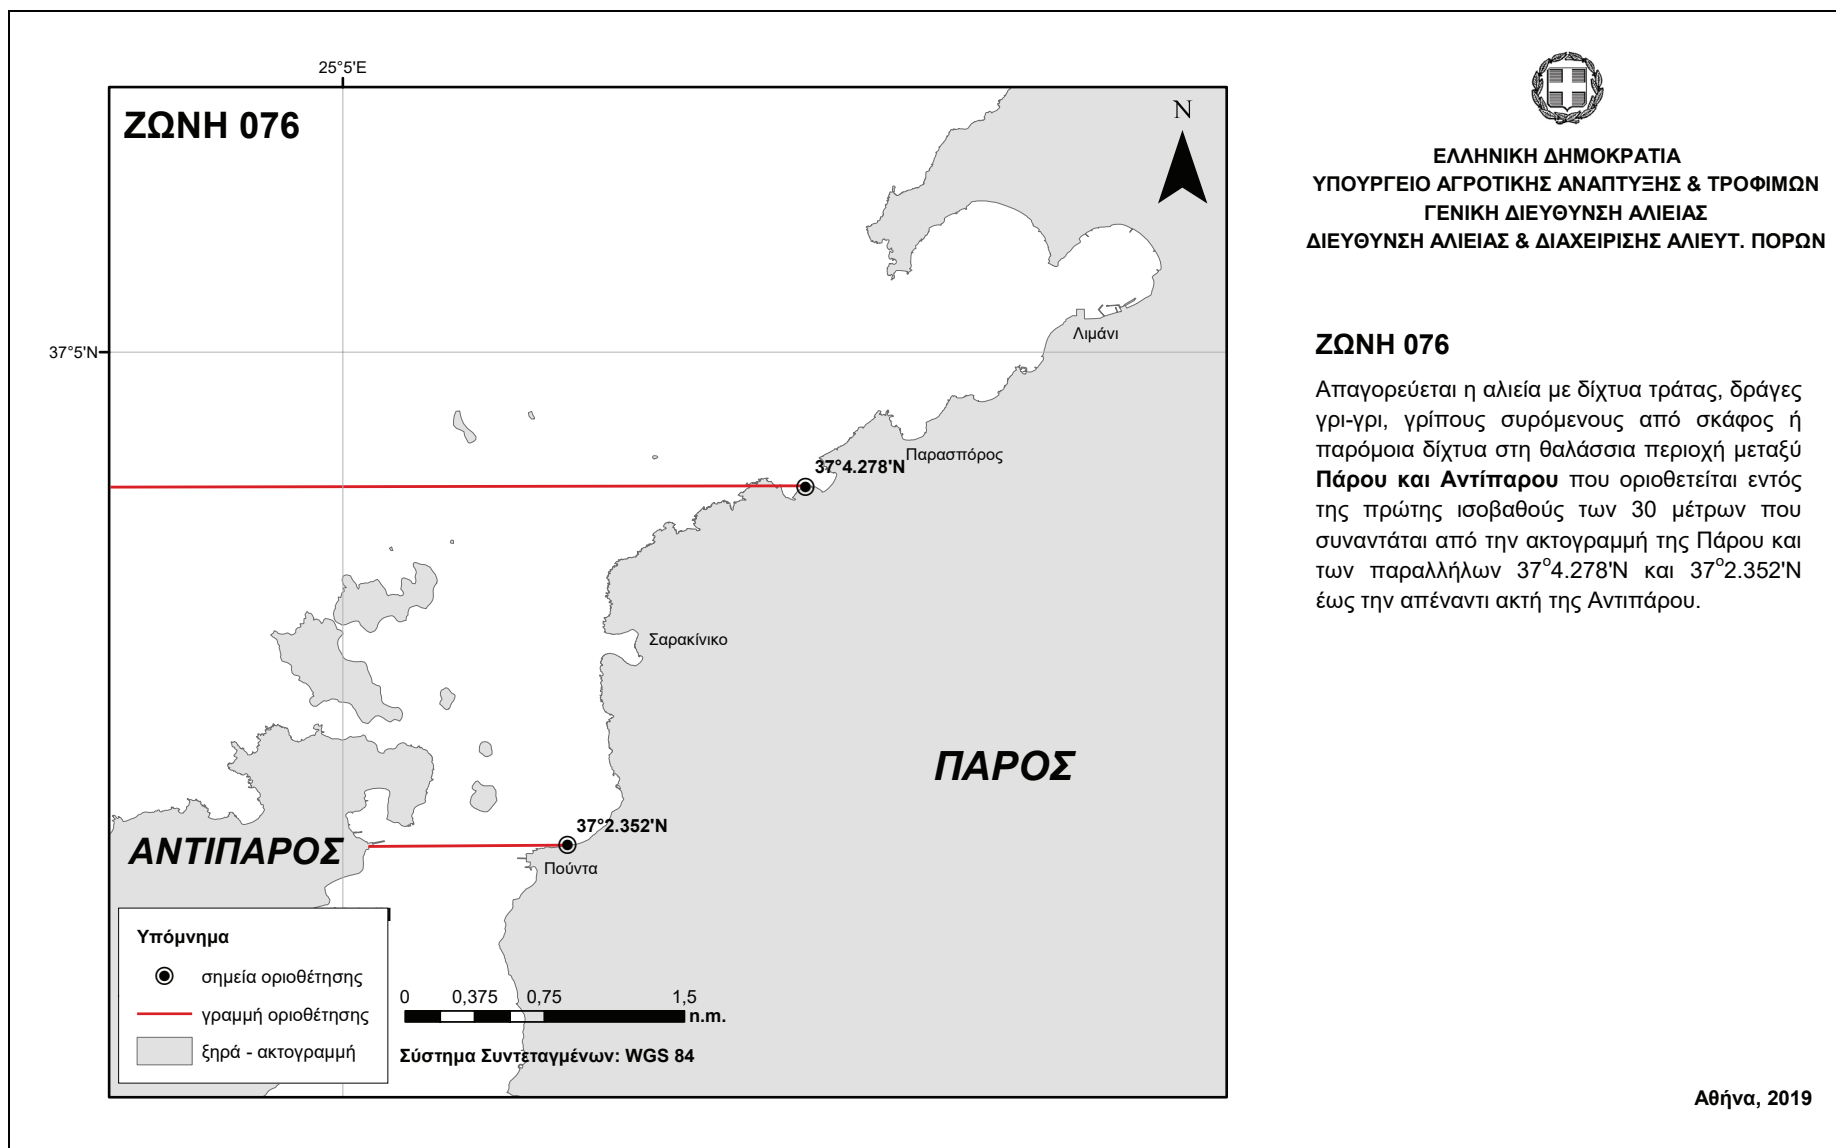 25°5'E
ΖΩΝΗ 076
N
37°5'N
Λιμάνι
Παρασπόρος
37°4.278'N
Σαρακίνικο
ΠΑΡΟΣ
37°2.352'N
ΑΝΤΙΠΑΡΟΣ
Πούντα
Υπόμνημα
σημεία οριοθέτησης
γραμμή οριοθέτησης
ξηρά - ακτογραμμή
0 0,375 0,75 1,5
n.m.
Σύστημα Συντεταγμένων: WGS 84
ΕΛΛΗΝΙΚΗ ΔΗΜΟΚΡΑΤΙΑ
ΥΠΟΥΡΓΕΙΟ ΑΓΡΟΤΙΚΗΣ ΑΝΑΠΤΥΞΗΣ & ΤΡΟΦΙΜΩΝ
ΓΕΝΙΚΗ ΔΙΕΥΘΥΝΣΗ ΑΛΙΕΙΑΣ
ΔΙΕΥΘΥΝΣΗ ΑΛΙΕΙΑΣ & ΔΙΑΧΕΙΡΙΣΗΣ ΑΛΙΕΥΤ. ΠΟΡΩΝ
ΖΩΝΗ 076
Απαγορεύεται η αλιεία με δίχτυα τράτας, δράγες
γρι-γρι, γρίπους συρόμενους από σκάφος ή
παρόμοια δίχτυα στη θαλάσσια περιοχή μεταξύ
Πάρου και Αντίπαρου που οριοθετείται εντός
της πρώτης ισοβαθούς των 30 μέτρων που
συναντάται από την ακτογραμμή της Πάρου και
των παραλλήλων 37°4.278'N και 37°2.352'N
έως την απέναντι ακτή της Αντιπάρου.
Αθήνα, 2019